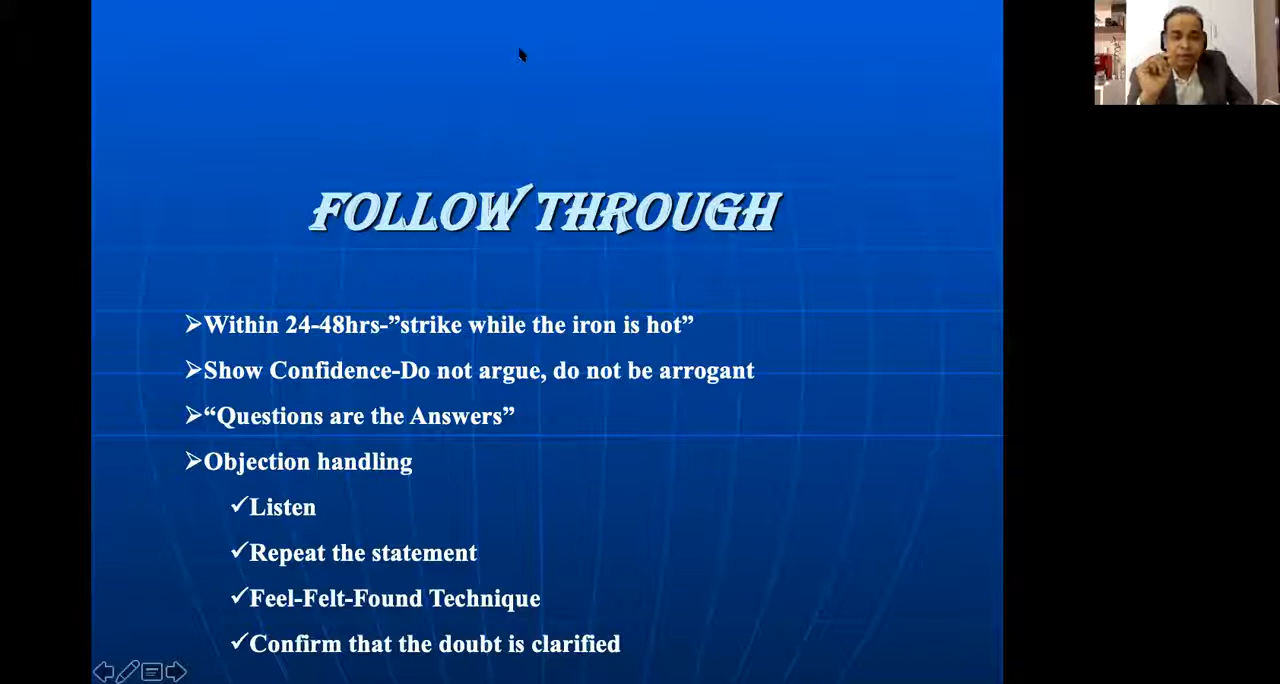 FOLLOW THROUGH
➢Within 24-48hrs-”strike while the iron is hot”
➢Show Confidence-Do not argue, do not be arrogant
➢“Questions are the Answers”
➢Objection handling
✓Listen
✓Repeat the statement
✓Feel-Felt-Found Technique
✓Confirm that the doubt is clarified